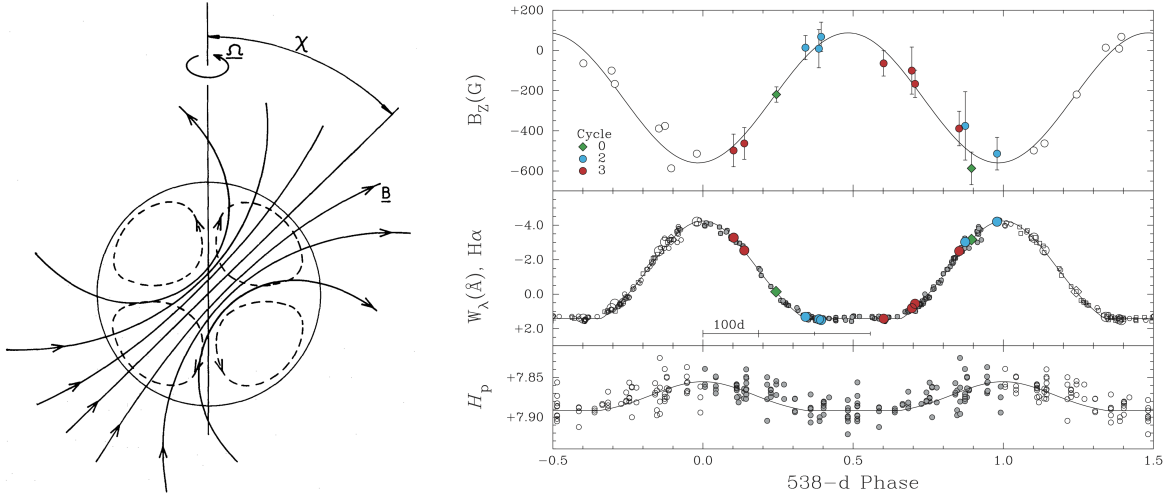 χ
Ω
B
+200
0
−200
−400
−600
B_Z(G)
Cycle
0
2
3
−4.0
−2.0
0.0
+2.0
W_λ(Å), Hα
100d
+7.85
+7.90
H_p
−0.5 0.0 0.5 1.0 1.5
538−d Phase